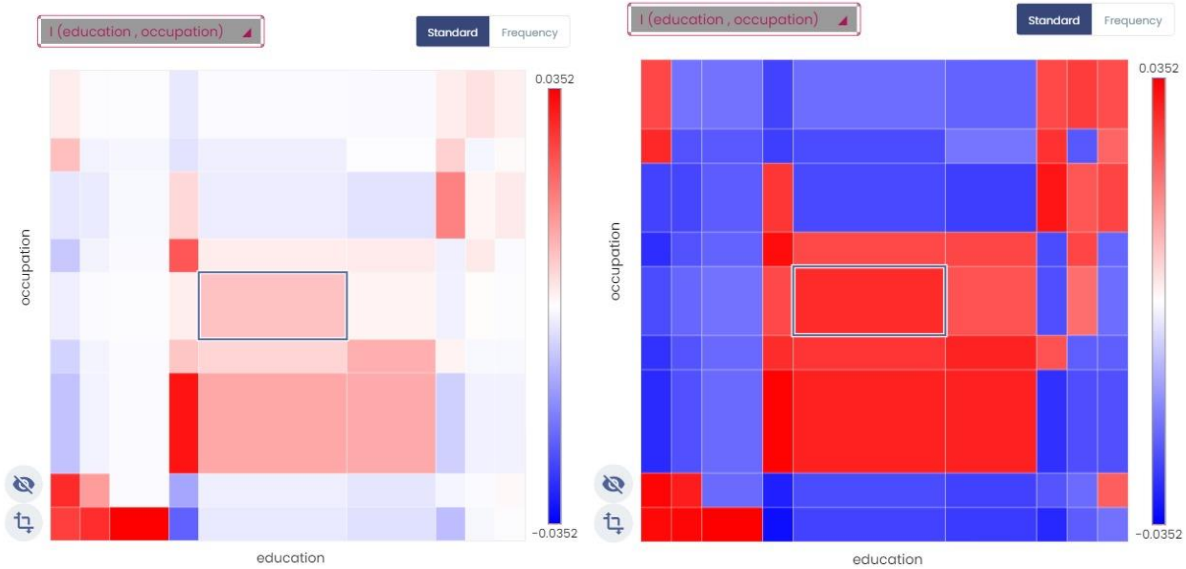 I (education , occupation)
Standard
Frequency
0.0352
occupation
-0.0352
education
I (education , occupation)
Standard
Frequency
0.0352
occupation
-0.0352
education